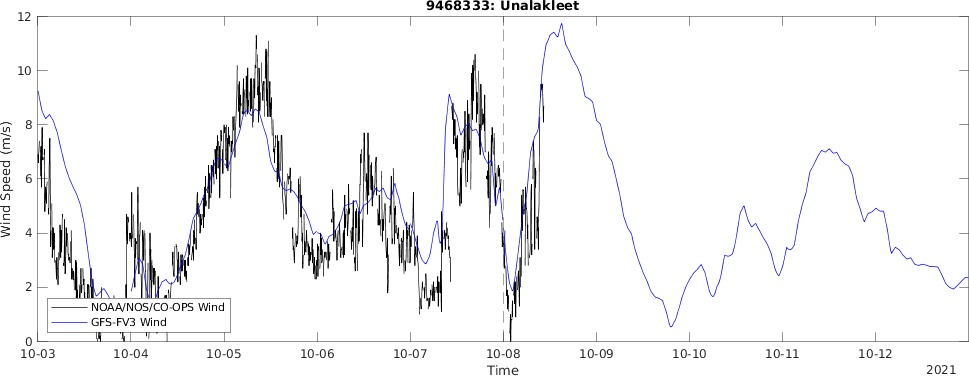 9468333: Unalakleet
Wind Speed (m/s)
12
10
8
6
4
2
0
NOAA/NOS/CO-OPS Wind
GFS-FV3 Wind
10-03 10-04 10-05 10-06 10-07 10-08 10-09 10-10 10-11 10-12
Time
2021